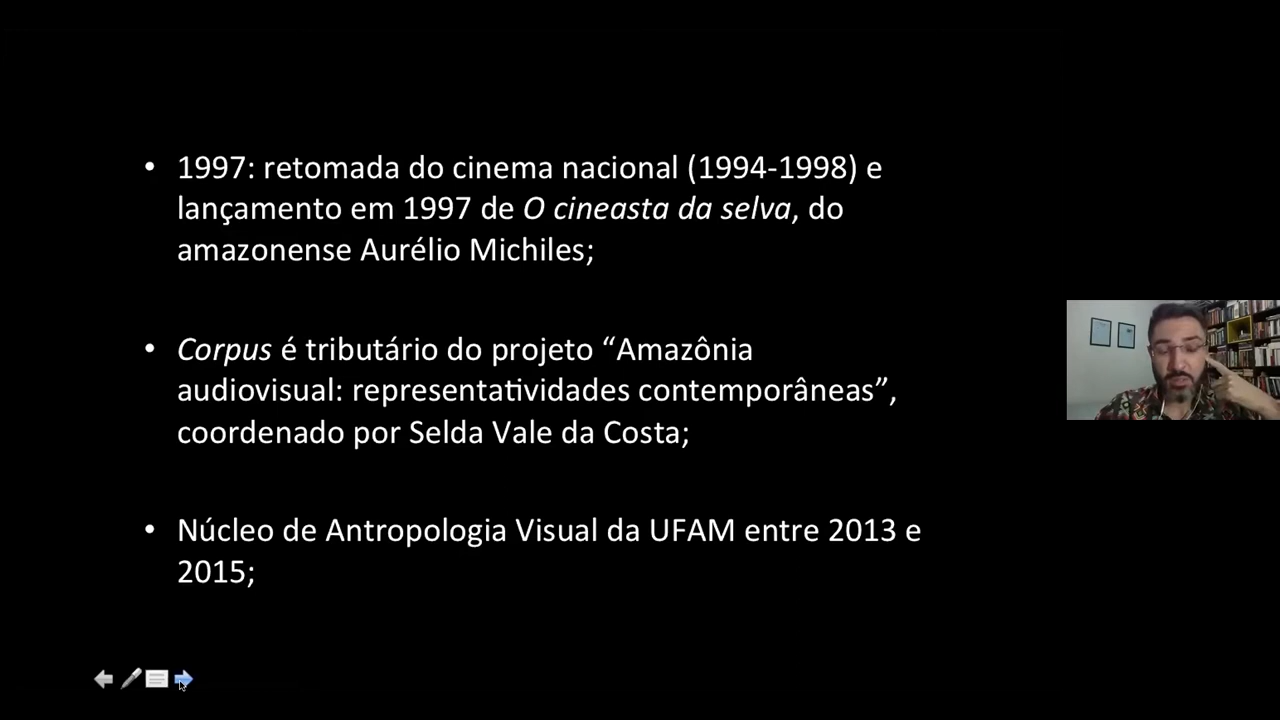 • 1997: retomada do cinema nacional (1994-1998) e
lançamento em 1997 de O cineasta da selva, do
amazonense Aurélio Michiles;
• Corpus é tributário do projeto “Amazônia
audiovisual: representatividades contemporâneas”,
coordenado por Selda Vale da Costa;
• Núcleo de Antropologia Visual da UFAM entre 2013 e
2015;